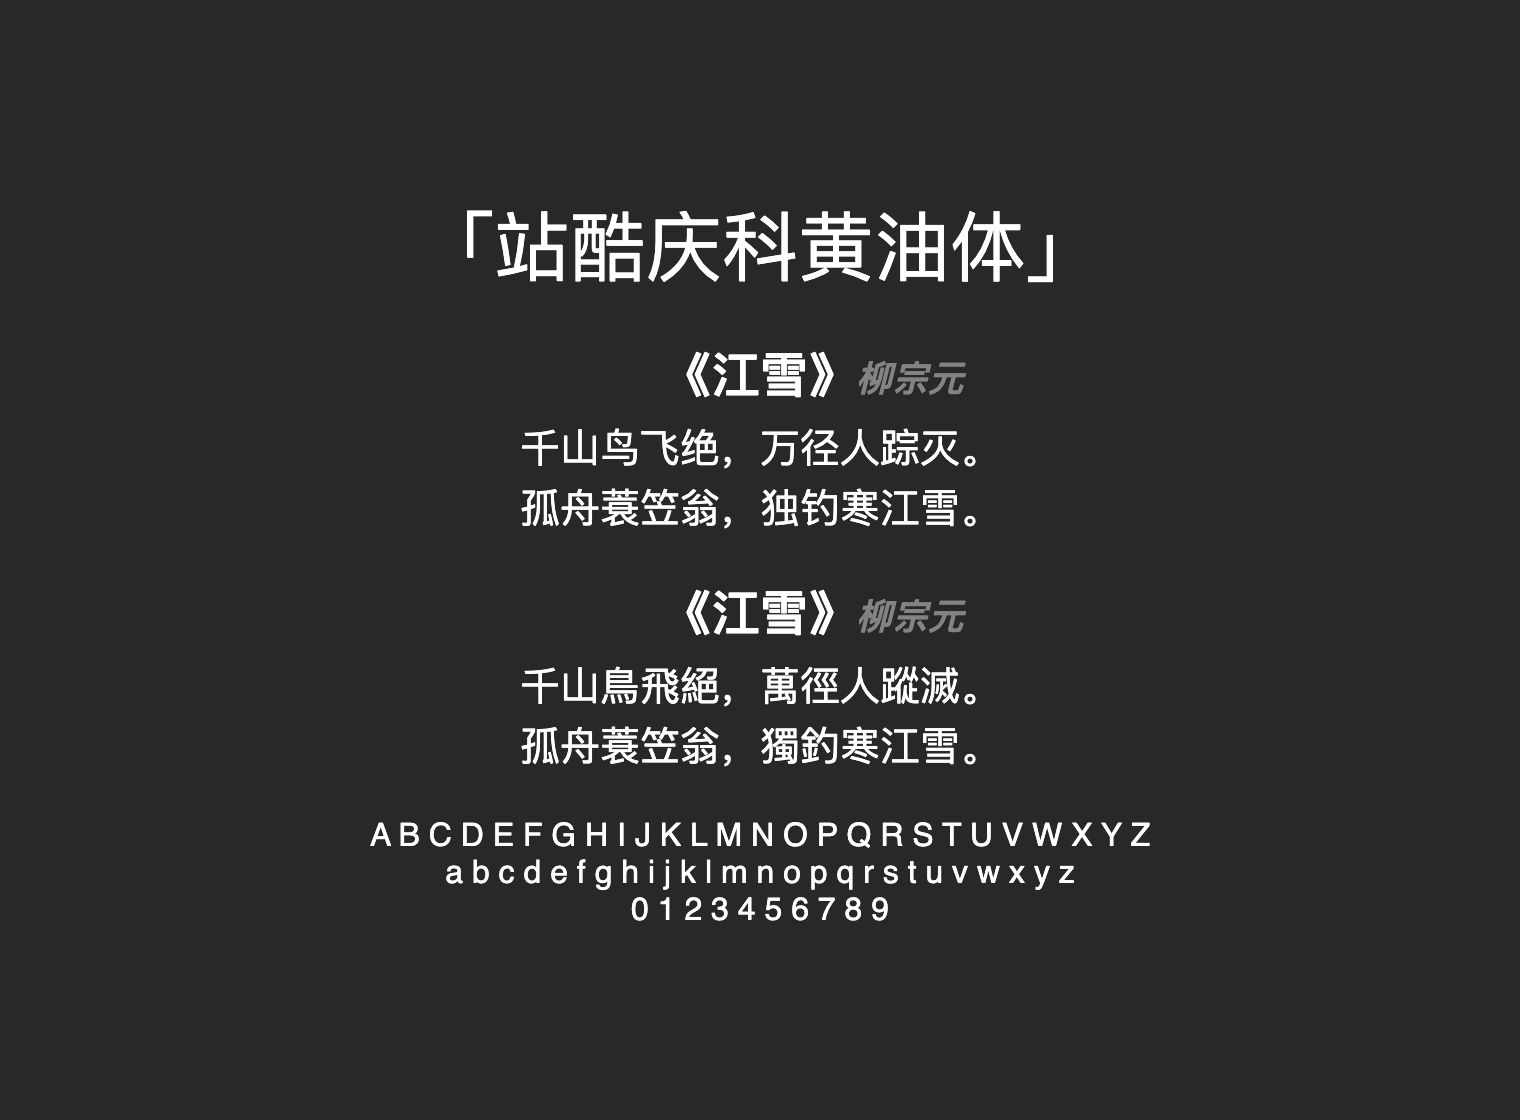 「站酷庆科黄油体」
《江雪》 柳宗元
千山鸟飞绝，万径人踪灭。
孤舟蓑笠翁，独钓寒江雪。
《江雪》 柳宗元
千山鳥飛絕，萬徑人蹤滅。
孤舟蓑笠翁，獨釣寒江雪。
A B C D E F G H I J K L M N O P Q R S T U V W X Y Z
a b c d e f g h i j k l m n o p q r s t u v w x y z
0 1 2 3 4 5 6 7 8 9